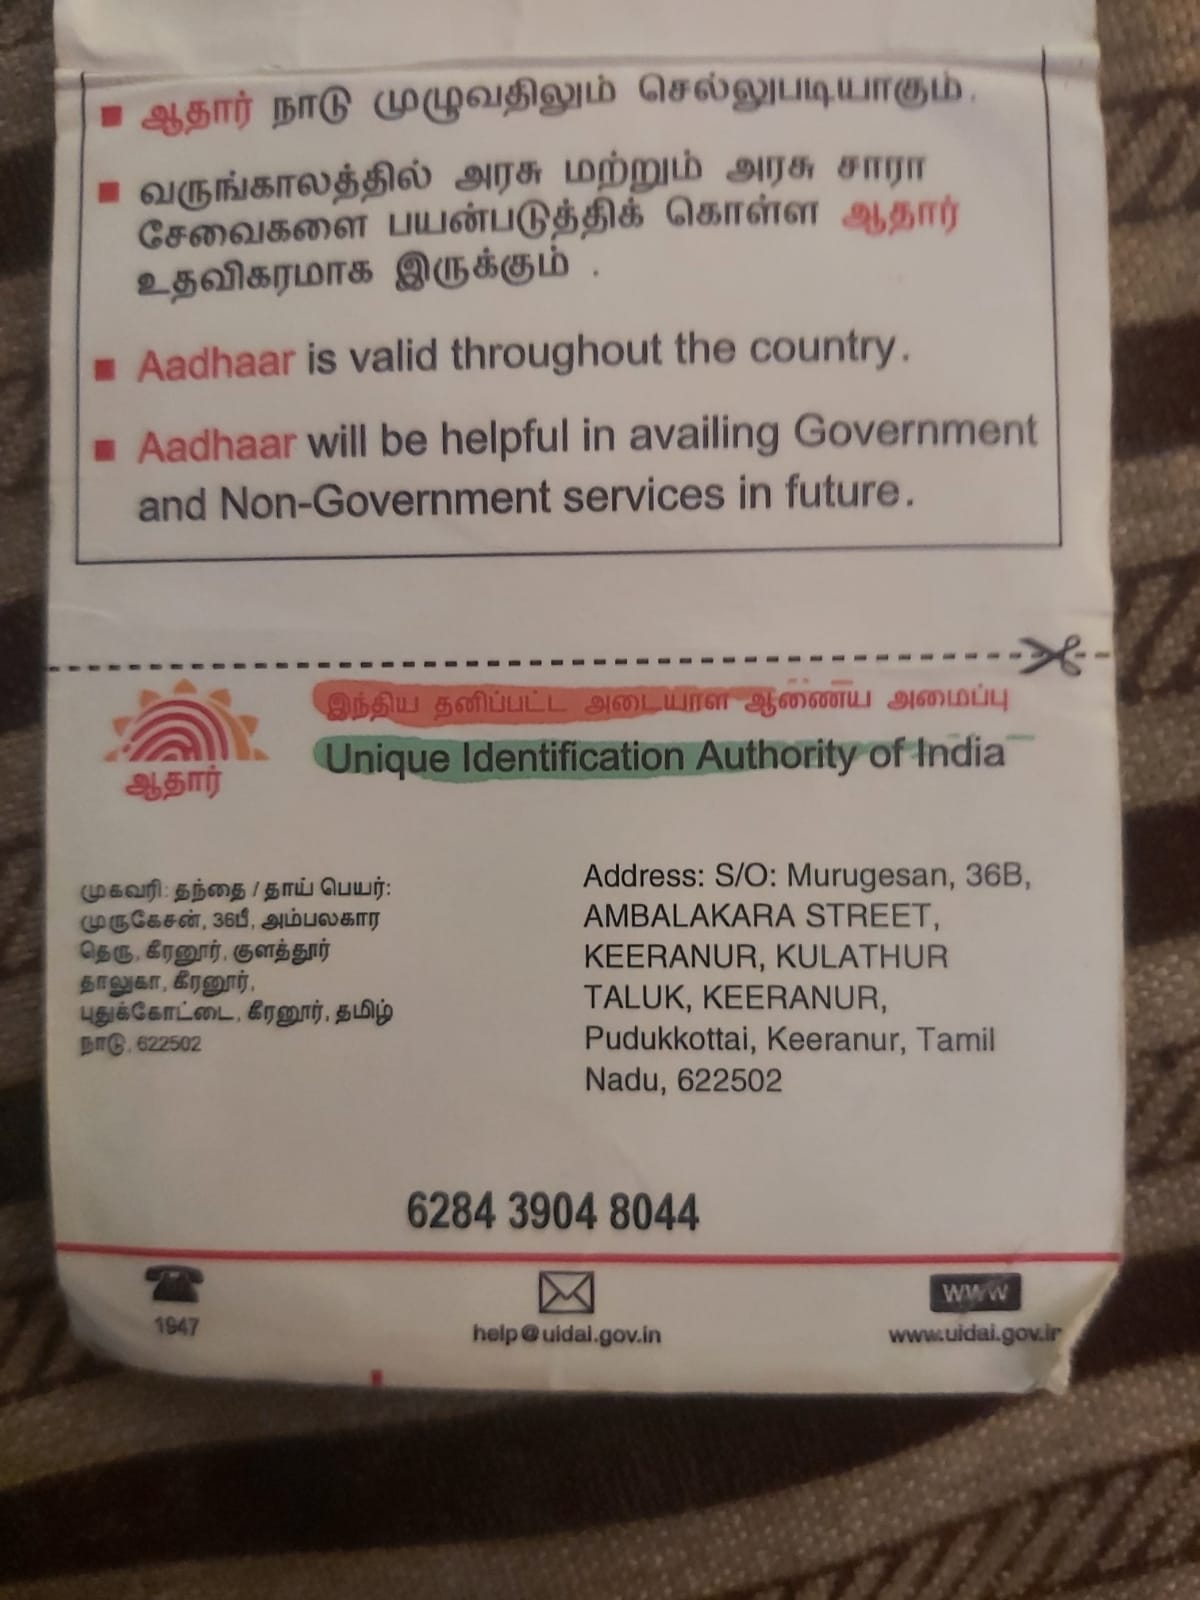 ஆதார் நாடு முழுவதிலும் செல்லுபடியாகும்.
வருங்காலத்தில் அரசு மற்றும் அரசு சாரா
சேவைகளை பயன்படுத்திக் கொள்ள ஆதார்
உதவிகரமாக இருக்கும் .
Aadhaar is valid throughout the country.
Aadhaar will be helpful in availing Government
and Non-Government services in future.
இந்திய தனிப்பட்ட அடையாள ஆணைய அமைப்பு
Unique Identification Authority of India
ஆதார்
முகவரி: தந்தை / தாய் பெயர்:
முருகேசன், 36பீ, அம்பலகார
தெரு, கீரனூர், குளத்தூர்
தாலுகா, கீரனூர்,
புதுக்கோட்டை, கீரனூர், தமிழ்
நாடு, 622502
Address: S/O: Murugesan, 36B,
AMBALAKARA STREET,
KEERANUR, KULATHUR
TALUK, KEERANUR,
Pudukkottai, Keeranur, Tamil
Nadu, 622502
6284 3904 8044
1947
help@uidai.gov.in
www
www.uidai.gov.in